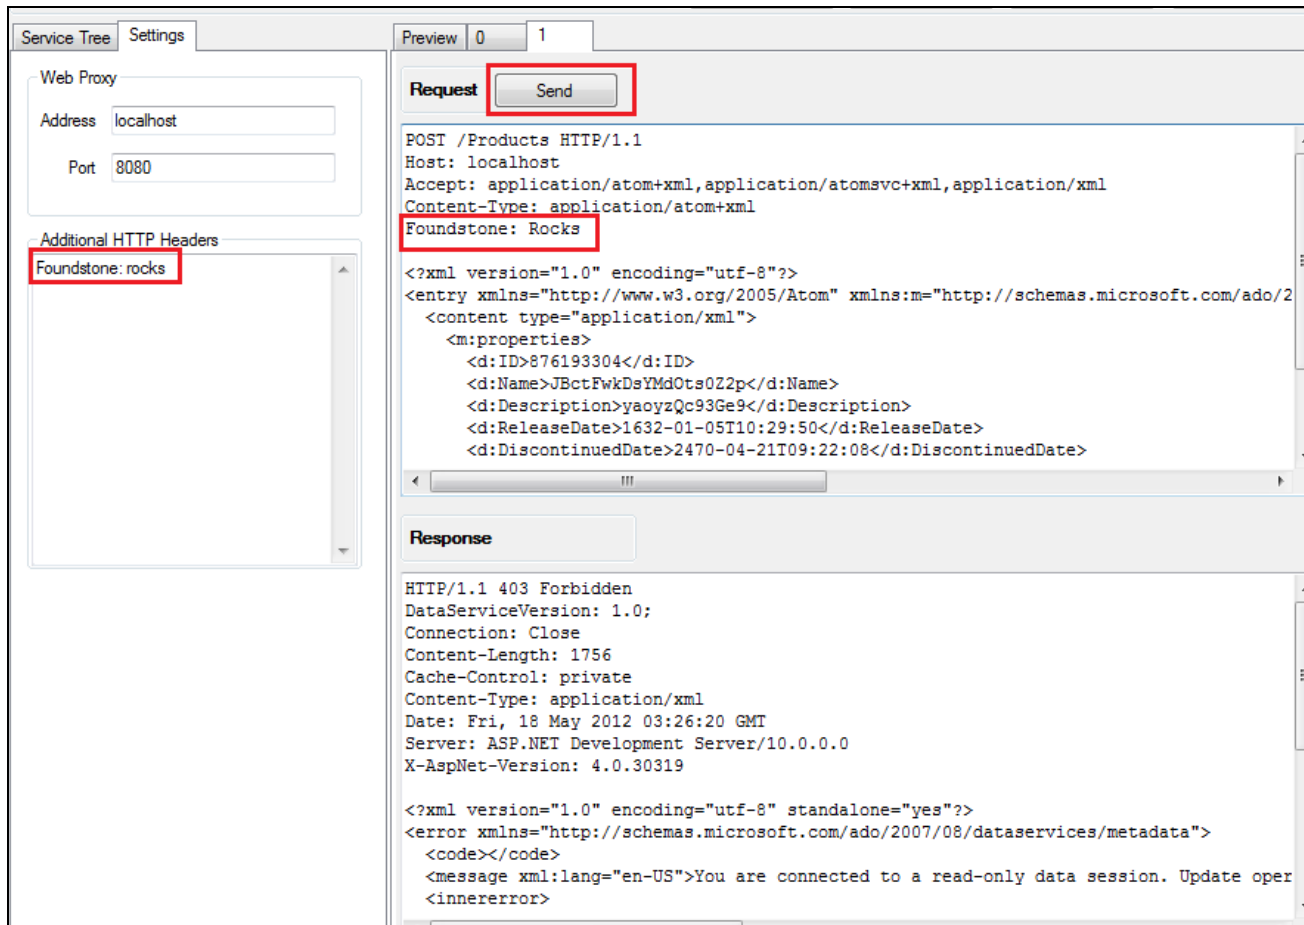 Service Tree
Settings
Web Proxy
Address localhost
Port 8080
Additional HTTP Headers
Foundstone: rocks
Preview
0
1
Request
Send
POST /Products HTTP/1.1
Host: localhost
Accept: application/atom+xml,application/atomsvc+xml,application/xml
Content-Type: application/atom+xml
Foundstone: Rocks
<?xml version="1.0" encoding="utf-8"?>
<entry xmlns="http://www.w3.org/2005/Atom" xmlns:m="http://schemas.microsoft.com/ado/2
<content type="application/xml">
<m:properties>
<d:ID>876193304</d:ID>
<d:Name>JBctFwkDsYMdOts0Z2p</d:Name>
<d:Description>yaoyzQc93Ge9</d:Description>
<d:ReleaseDate>1632-01-05T10:29:50</d:ReleaseDate>
<d:DiscontinuedDate>2470-04-21T09:22:08</d:DiscontinuedDate>
Response
HTTP/1.1 403 Forbidden
DataServiceVersion: 1.0;
Connection: Close
Content-Length: 1756
Cache-Control: private
Content-Type: application/xml
Date: Fri, 18 May 2012 03:26:20 GMT
Server: ASP.NET Development Server/10.0.0.0
X-AspNet-Version: 4.0.30319
<?xml version="1.0" encoding="utf-8" standalone="yes"?>
<error xmlns="http://schemas.microsoft.com/ado/2007/08/dataservices/metadata">
<code></code>
<message xml:lang="en-US">You are connected to a read-only data session. Update oper
<innererror>